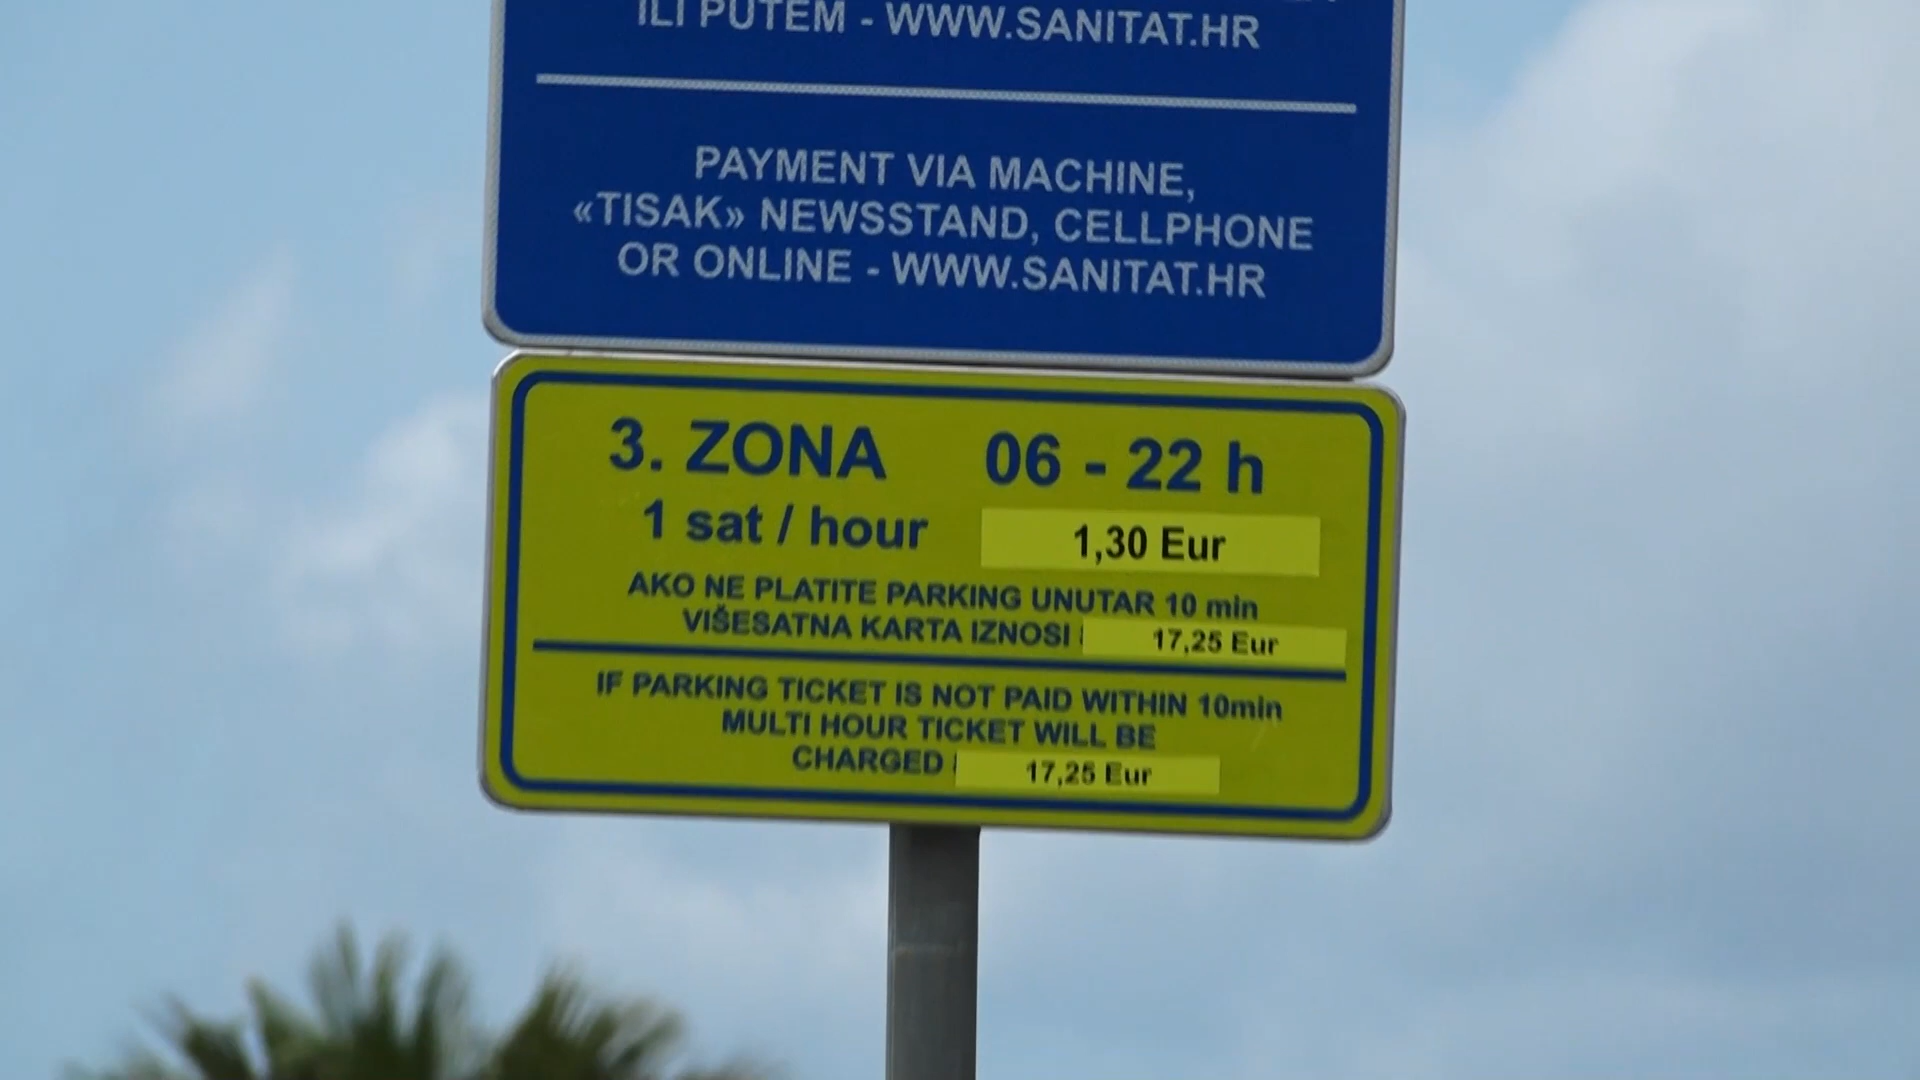 ILI PUTEM - WWW.SANITAT.HR
PAYMENT VIA MACHINE,
«TISAK» NEWSSTAND, CELLPHONE
OR ONLINE - WWW.SANITAT.HR
3. ZONA 06 - 22 h
1 sat / hour 1,30 Eur
AKO NE PLATITE PARKING UNUTAR 10 min
VIŠESATNA KARTA IZNOSI 17,25 Eur
IF PARKING TICKET IS NOT PAID WITHIN 10min
MULTI HOUR TICKET WILL BE
CHARGED 17,25 Eur